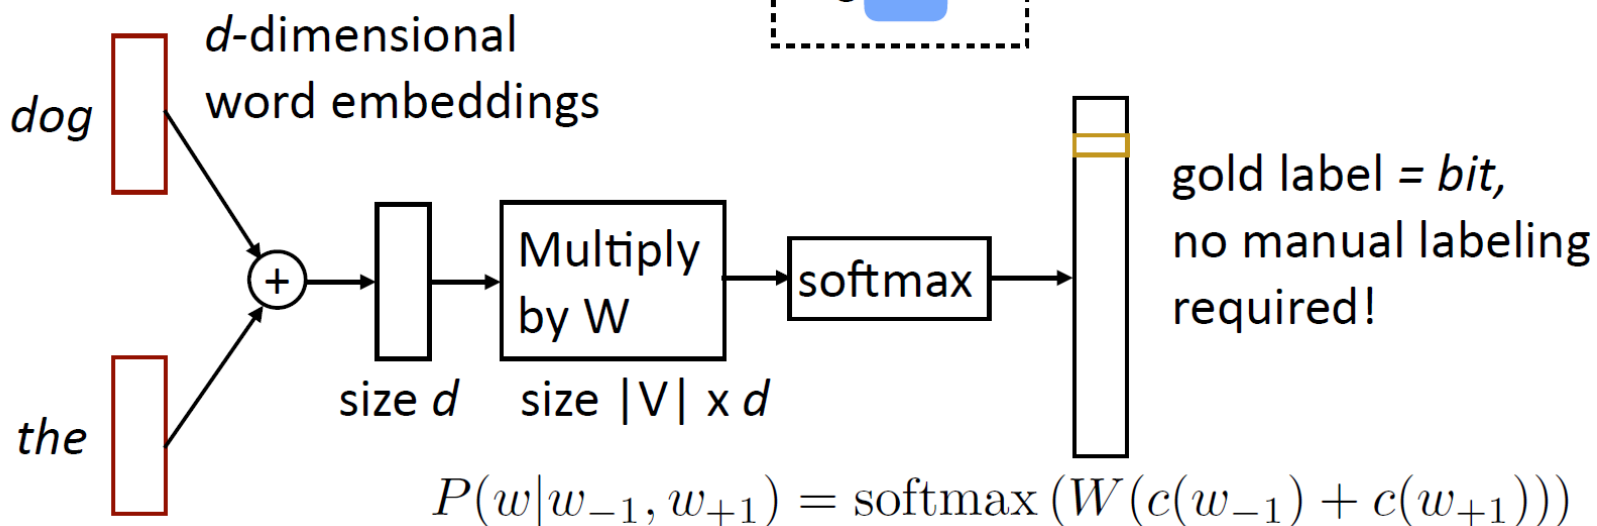 d-dimensional
word embeddings
dog
the
+
size d
Multiply
by W
size |V| x d
softmax
gold label = bit,
no manual labeling
required!
P(w|w₋₁, w₊₁) = softmax (W(c(w₋₁) + c(w₊₁)))